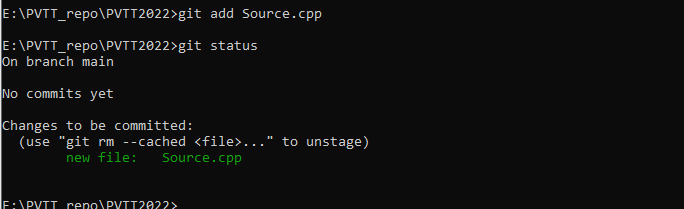 E:\PVTT_repo\PVTT2022>git add Source.cpp
E:\PVTT_repo\PVTT2022>git status
On branch main
No commits yet
Changes to be committed:
  (use "git rm --cached <file>..." to unstage)
        new file:   Source.cpp
E:\PVTT_repo\PVTT2022>